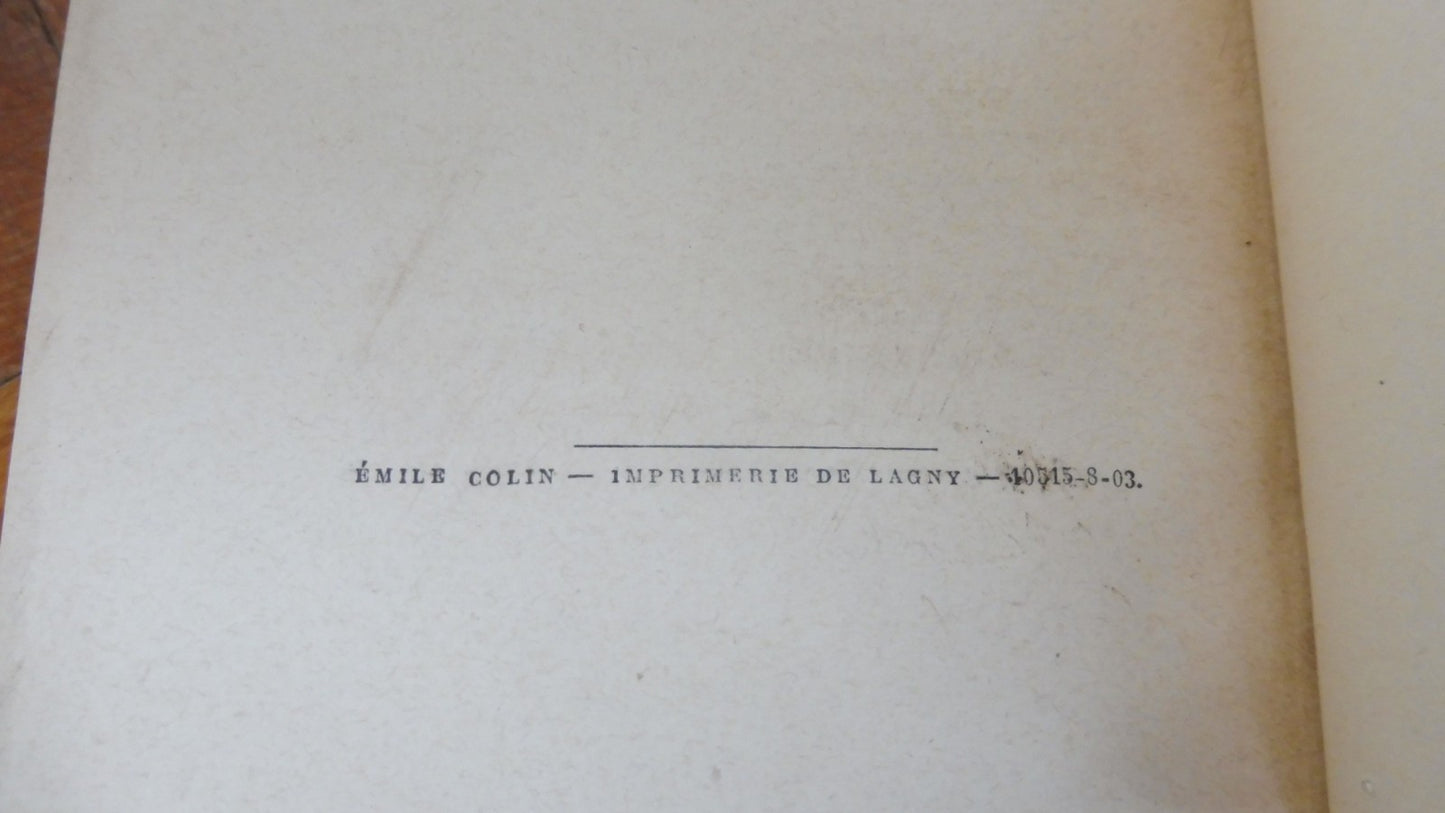 ÉMILE COLIN — IMPRIMERIE DE LAGNY — 10515-8-03.